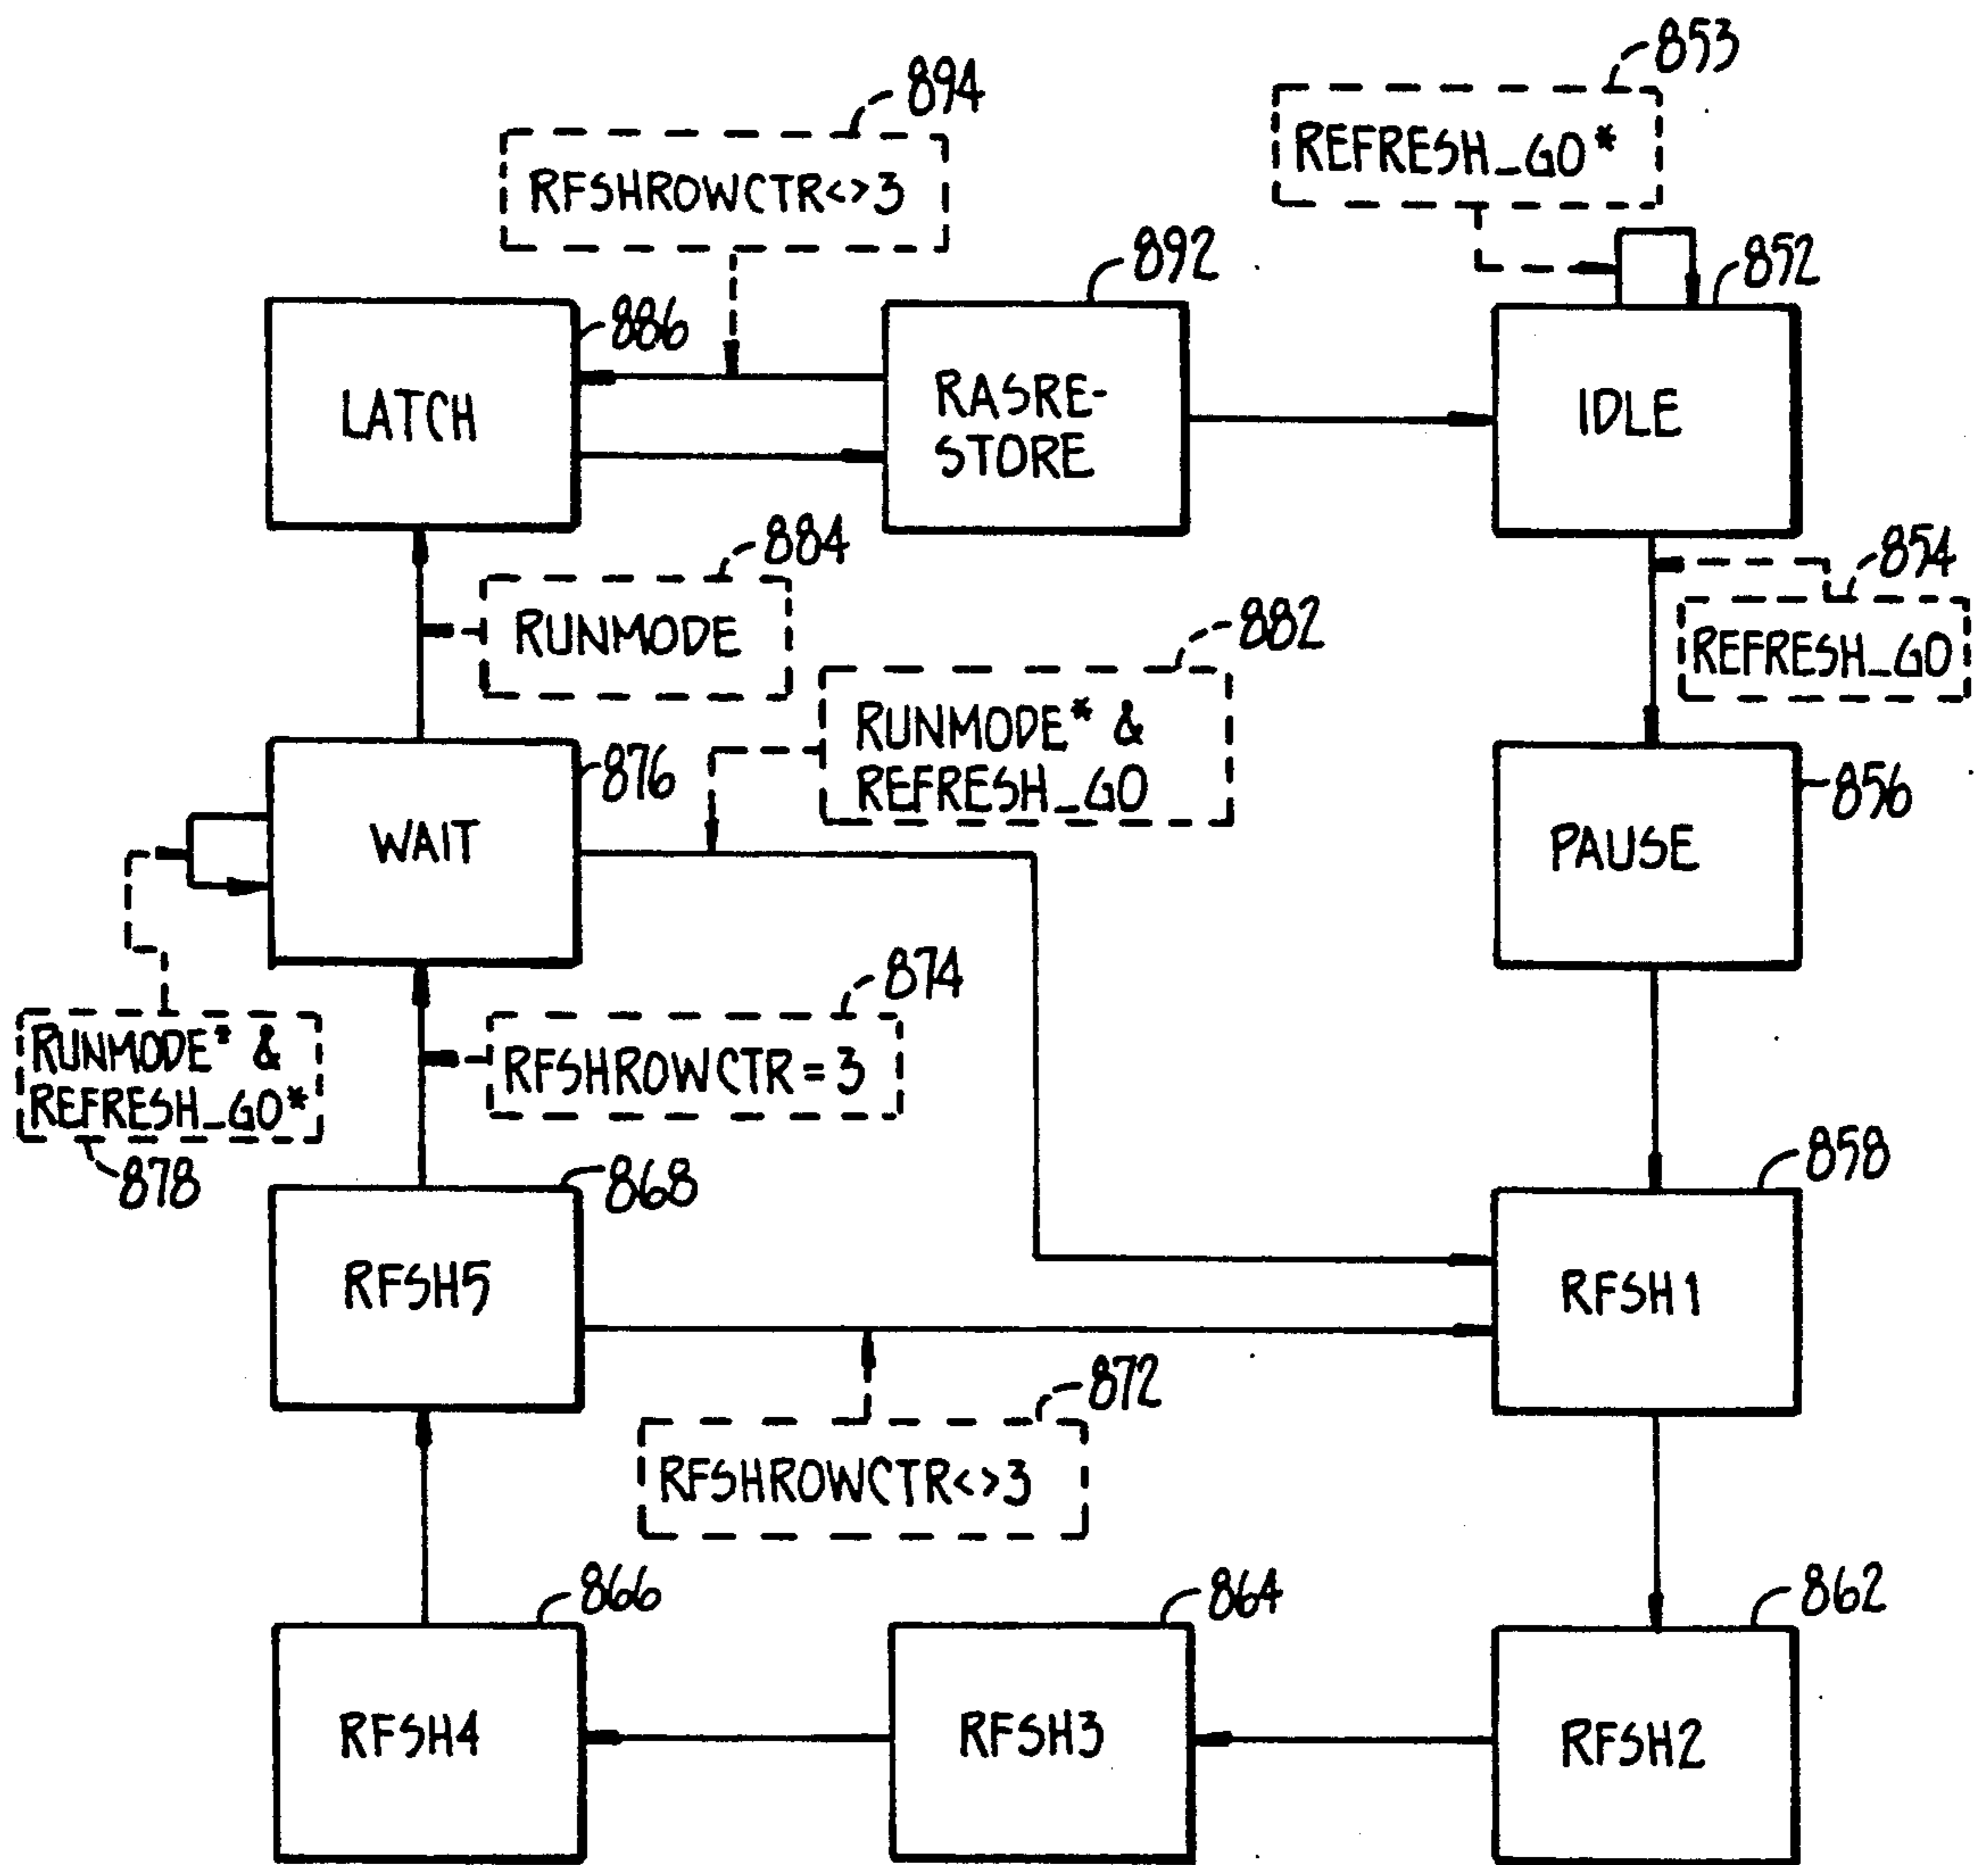 853
REFRESH_GO*
894
RFSHROWCTR<>3
892
852
886
LATCH
RASRE-
STORE
IDLE
884
RUNMODE
882
RUNMODE* &
REFRESH_GO
854
REFRESH_GO
876
WAIT
856
PAUSE
874
RFSHROWCTR=3
RUNMODE* &
REFRESH_GO*
878
868
RFSH5
858
RFSH1
872
RFSHROWCTR<>3
866
RFSH4
864
RFSH3
862
RFSH2